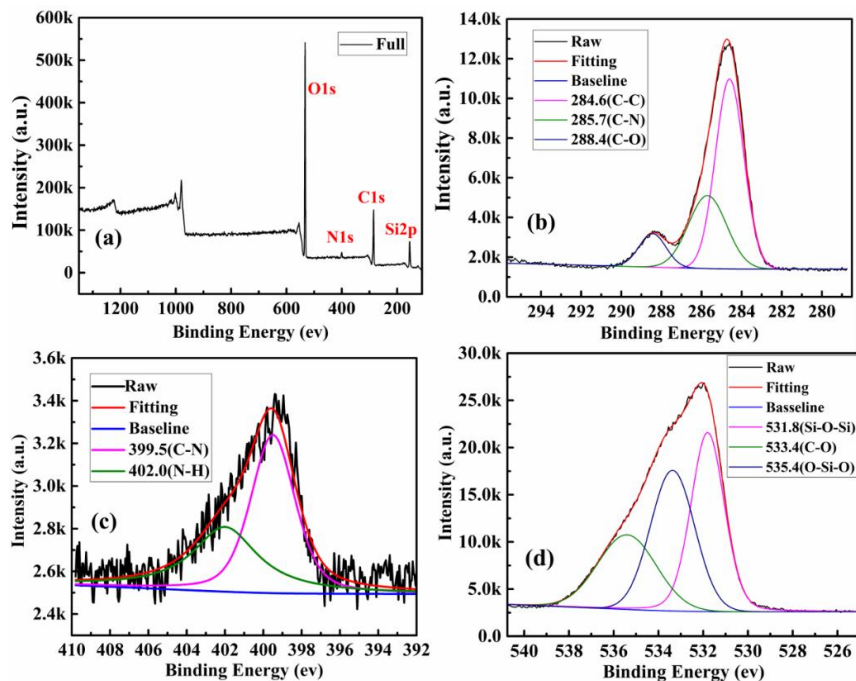 600k
500k
400k
300k
200k
100k
0
Intensity (a.u.)
Full
O1s
C1s
N1s
Si2p
(a)
1200 1000 800 600 400 200
Binding Energy (ev)
14.0k
12.0k
10.0k
8.0k
6.0k
4.0k
2.0k
0.0
Intensity (a.u.)
Raw
Fitting
Baseline
284.6(C-C)
285.7(C-N)
288.4(C-O)
(b)
294 292 290 288 286 284 282 280
Binding Energy (ev)
3.6k
3.4k
3.2k
3.0k
2.8k
2.6k
2.4k
Intensity (a.u.)
Raw
Fitting
Baseline
399.5(C-N)
402.0(N-H)
(c)
410 408 406 404 402 400 398 396 394 392
Binding Energy (ev)
30.0k
25.0k
20.0k
15.0k
10.0k
5.0k
0.0
Intensity (a.u.)
Raw
Fitting
Basseline
531.8(Si-O-Si)
533.4(C-O)
535.4(O-Si-O)
(d)
540 538 536 534 532 530 528 526
Binding Energy (ev)